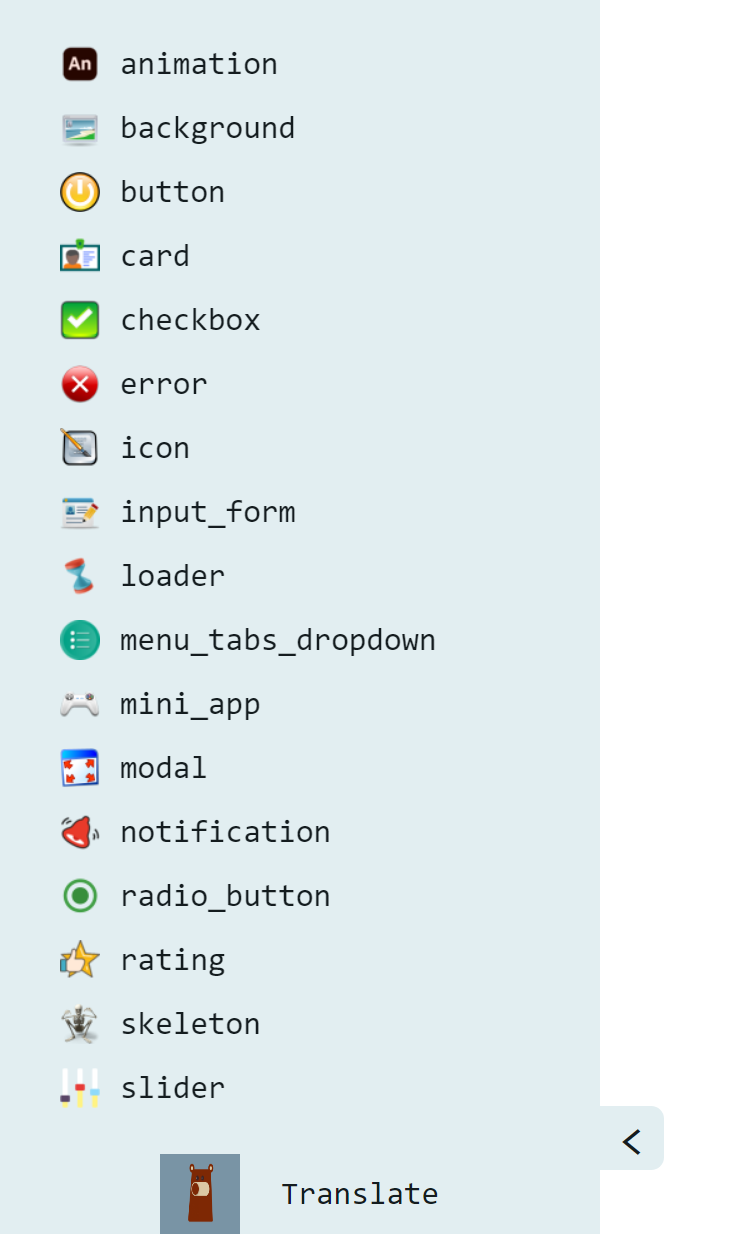 An animation
background
button
card
checkbox
error
icon
input_form
loader
menu_tabs_dropdown
mini_app
modal
notification
radio_button
rating
skeleton
slider
<
Translate